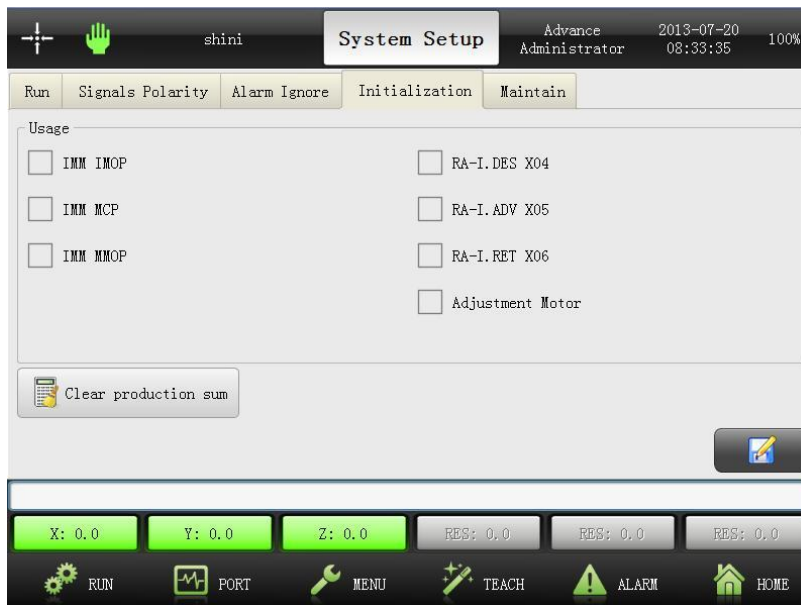 shini
System Setup
Advance
Administrator
2013-07-20
08:33:35
100%
Run
Signals Polarity
Alarm Ignore
Initialization
Maintain
Usage
IMM IMOP
RA-I.DES X04
IMM MCP
RA-I.ADV X05
IMM MMOP
RA-I.RET X06
Adjustment Motor
Clear production sum
X: 0.0
Y: 0.0
Z: 0.0
RES: 0.0
RES: 0.0
RES: 0.0
RUN
PORT
MENU
TEACH
ALARM
HOME